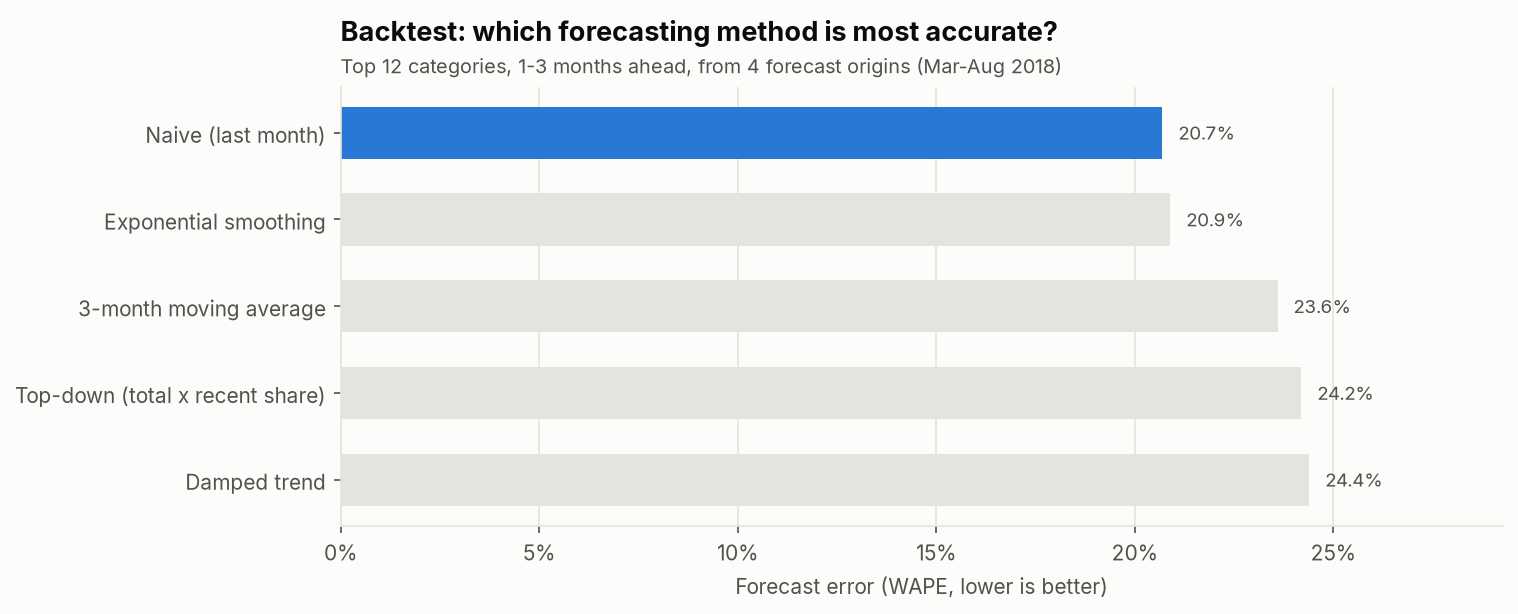 Backtest: which forecasting method is most accurate?
Top 12 categories, 1-3 months ahead, from 4 forecast origins (Mar-Aug 2018)
Naive (last month)
20.7%
Exponential smoothing
20.9%
3-month moving average
23.6%
Top-down (total x recent share)
24.2%
Damped trend
24.4%
0% 5% 10% 15% 20% 25%
Forecast error (WAPE, lower is better)